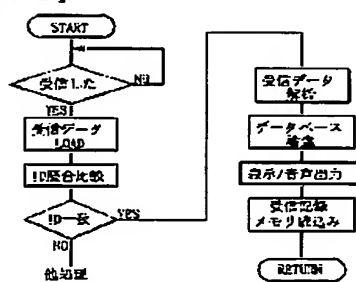 START
受信した
NO
YES
受信データ
LOAD
ID照合比較
ID一致
YES
NO
他処理
受信データ
解析
データベース
検索
表示/音声出力
受信記録
メモリ読込み
RETURN